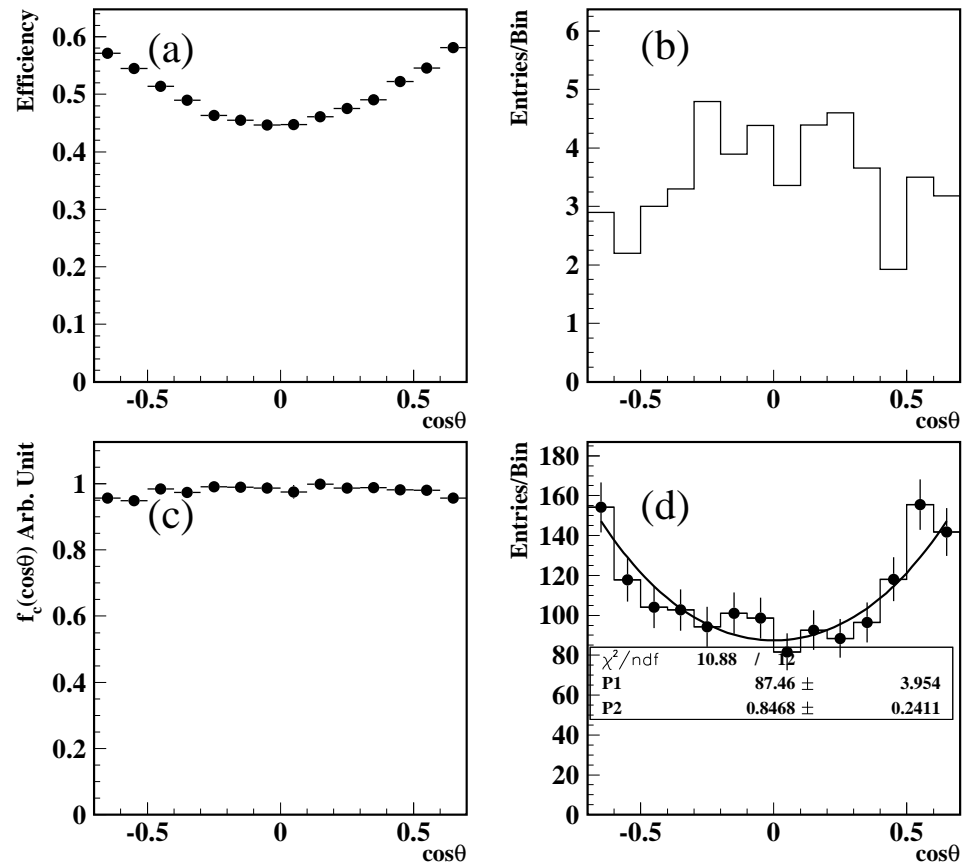 Efficiency
(a)
0.6
0.5
0.4
0.3
0.2
0.1
0
-0.5
0
0.5
cosθ
Entries/Bin
(b)
6
5
4
3
2
1
0
-0.5
0
0.5
cosθ
f_c(cosθ) Arb. Unit
(c)
1
0.8
0.6
0.4
0.2
0
-0.5
0
0.5
cosθ
Entries/Bin
(d)
180
160
140
120
100
80
60
40
20
0
χ²/ndf 10.88 / 12
P1 87.46 ± 3.954
P2 0.8468 ± 0.2411
-0.5
0
0.5
cosθ